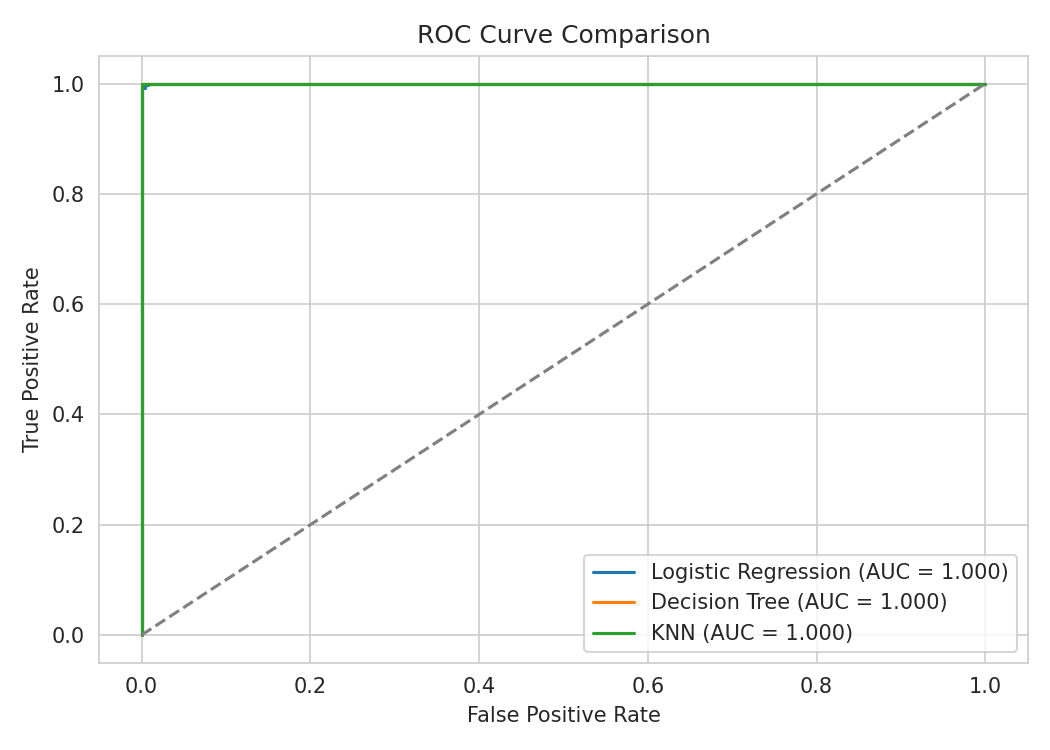 ROC Curve Comparison
True Positive Rate
1.0
0.8
0.6
0.4
0.2
0.0
Logistic Regression (AUC = 1.000)
Decision Tree (AUC = 1.000)
KNN (AUC = 1.000)
0.0 0.2 0.4 0.6 0.8 1.0
False Positive Rate